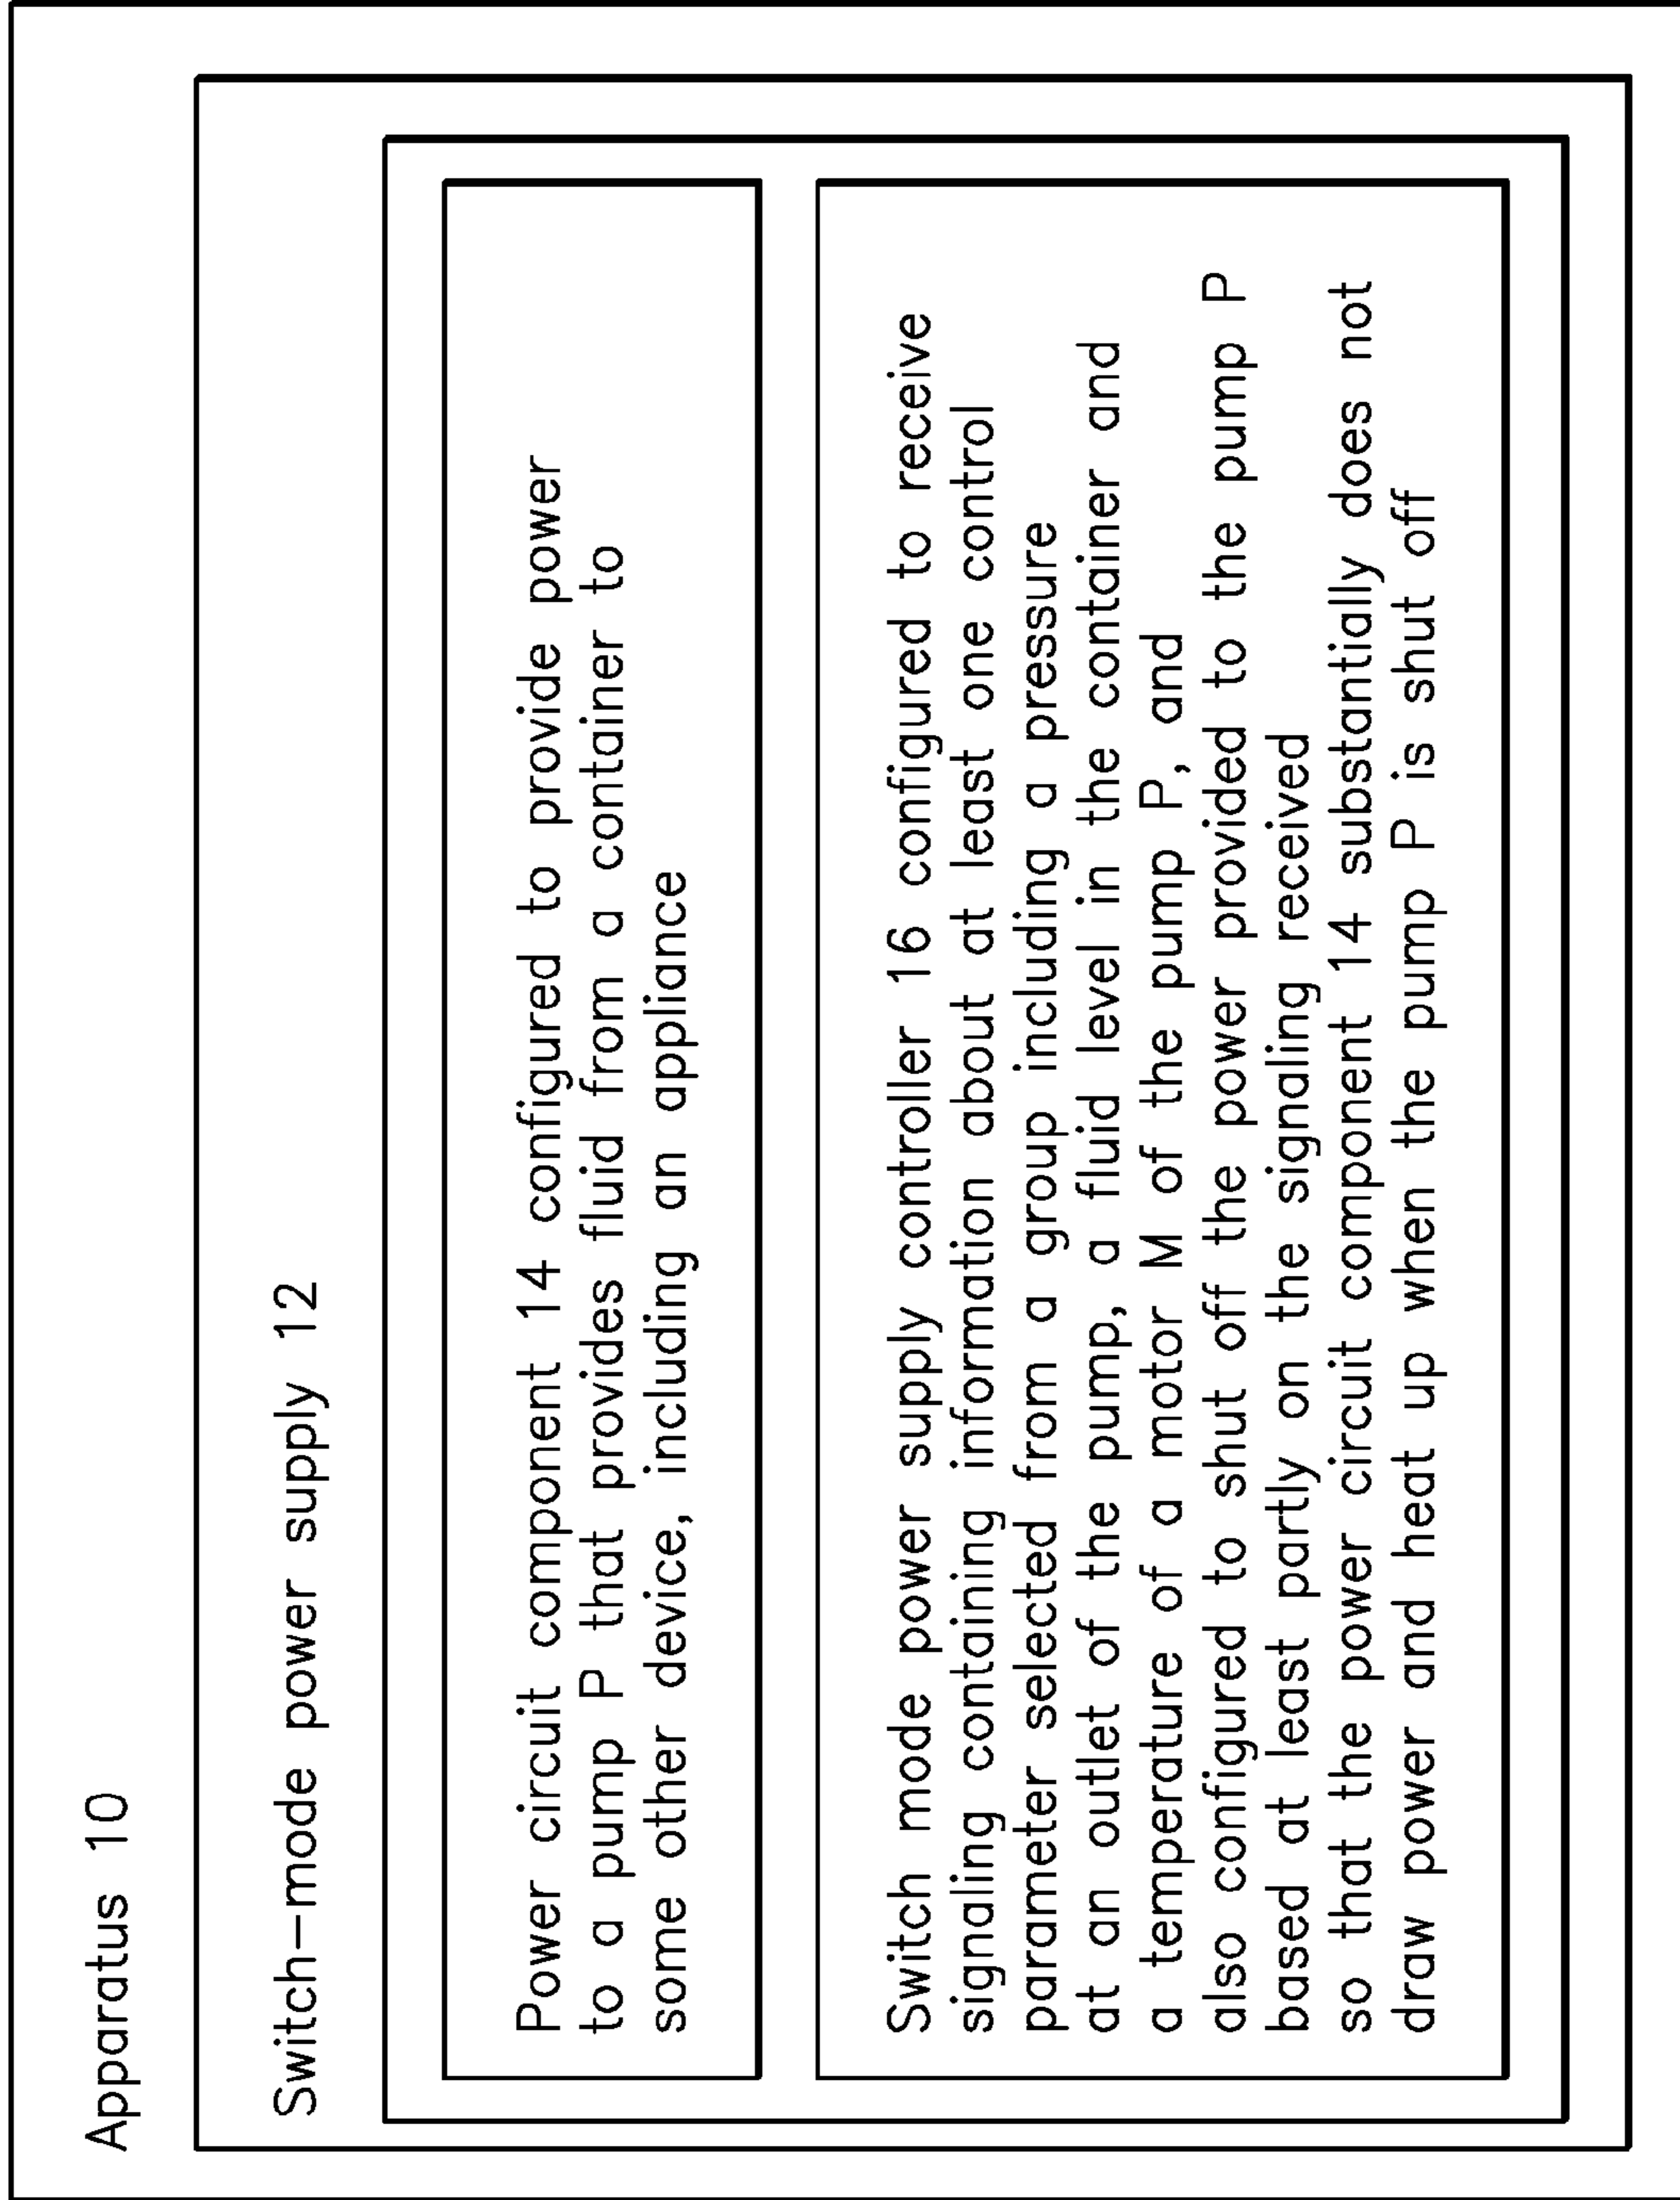 Apparatus 10
Switch-mode power supply 12
Power circuit component 14 configured to provide power
to a pump P that provides fluid from a container to
some other device, including an appliance
Switch mode power supply controller 16 configured to receive
signaling containing information about at least one control
parameter selected from a group including a pressure
at an outlet of the pump, a fluid level in the container and
a temperature of a motor M of the pump P, and
also configured to shut off the power provided to the pump P
based at least partly on the signaling received
so that the power circuit component 14 substantially does not
draw power and heat up when the pump P is shut off